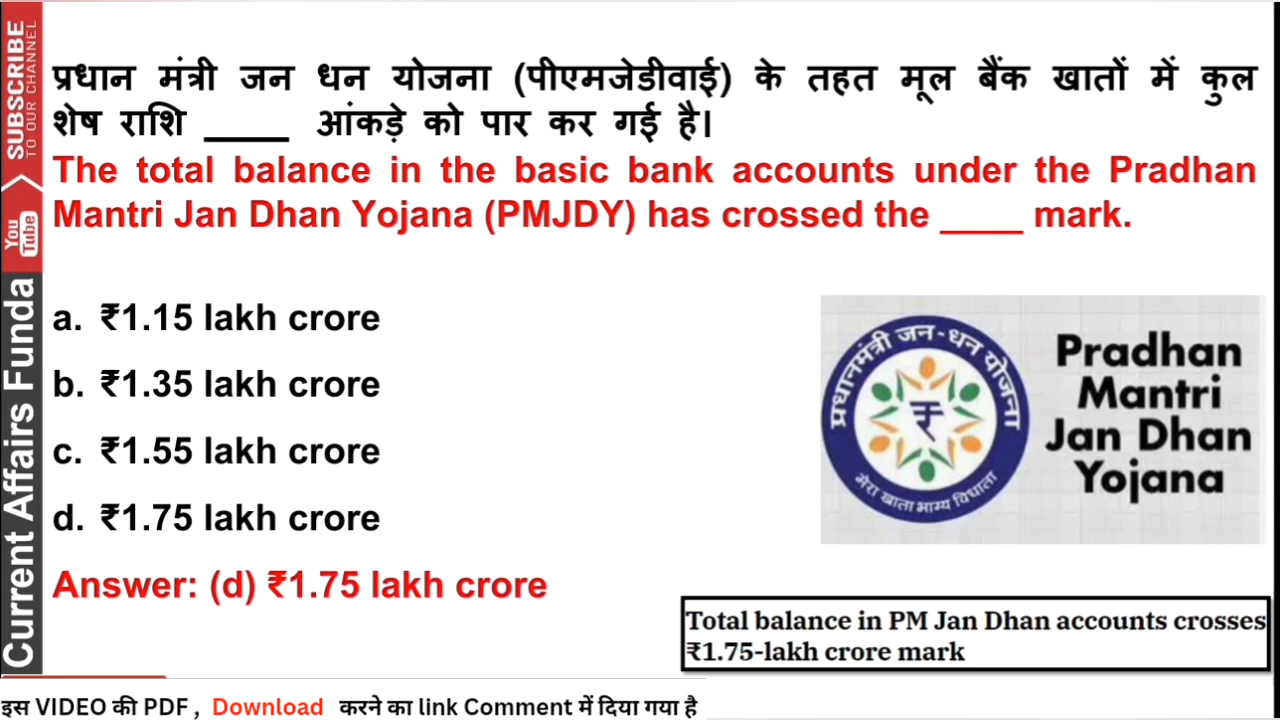 SUBSCRIBE
TO OUR CHANNEL
You
Tube
Current Affairs Funda
प्रधान मंत्री जन धन योजना (पीएमजेडीवाई) के तहत मूल बैंक खातों में कुल
शेष राशि ____ आंकड़े को पार कर गई है।
The total balance in the basic bank accounts under the Pradhan
Mantri Jan Dhan Yojana (PMJDY) has crossed the ____ mark.
a. ₹1.15 lakh crore
b. ₹1.35 lakh crore
c. ₹1.55 lakh crore
d. ₹1.75 lakh crore
Answer: (d) ₹1.75 lakh crore
प्रधानमंत्री जन-धन योजना
₹
मेरा खाता भाग्य विधाता
Pradhan
Mantri
Jan Dhan
Yojana
Total balance in PM Jan Dhan accounts crosses
₹1.75-lakh crore mark
इस VIDEO की PDF , Download करने का link Comment में दिया गया है